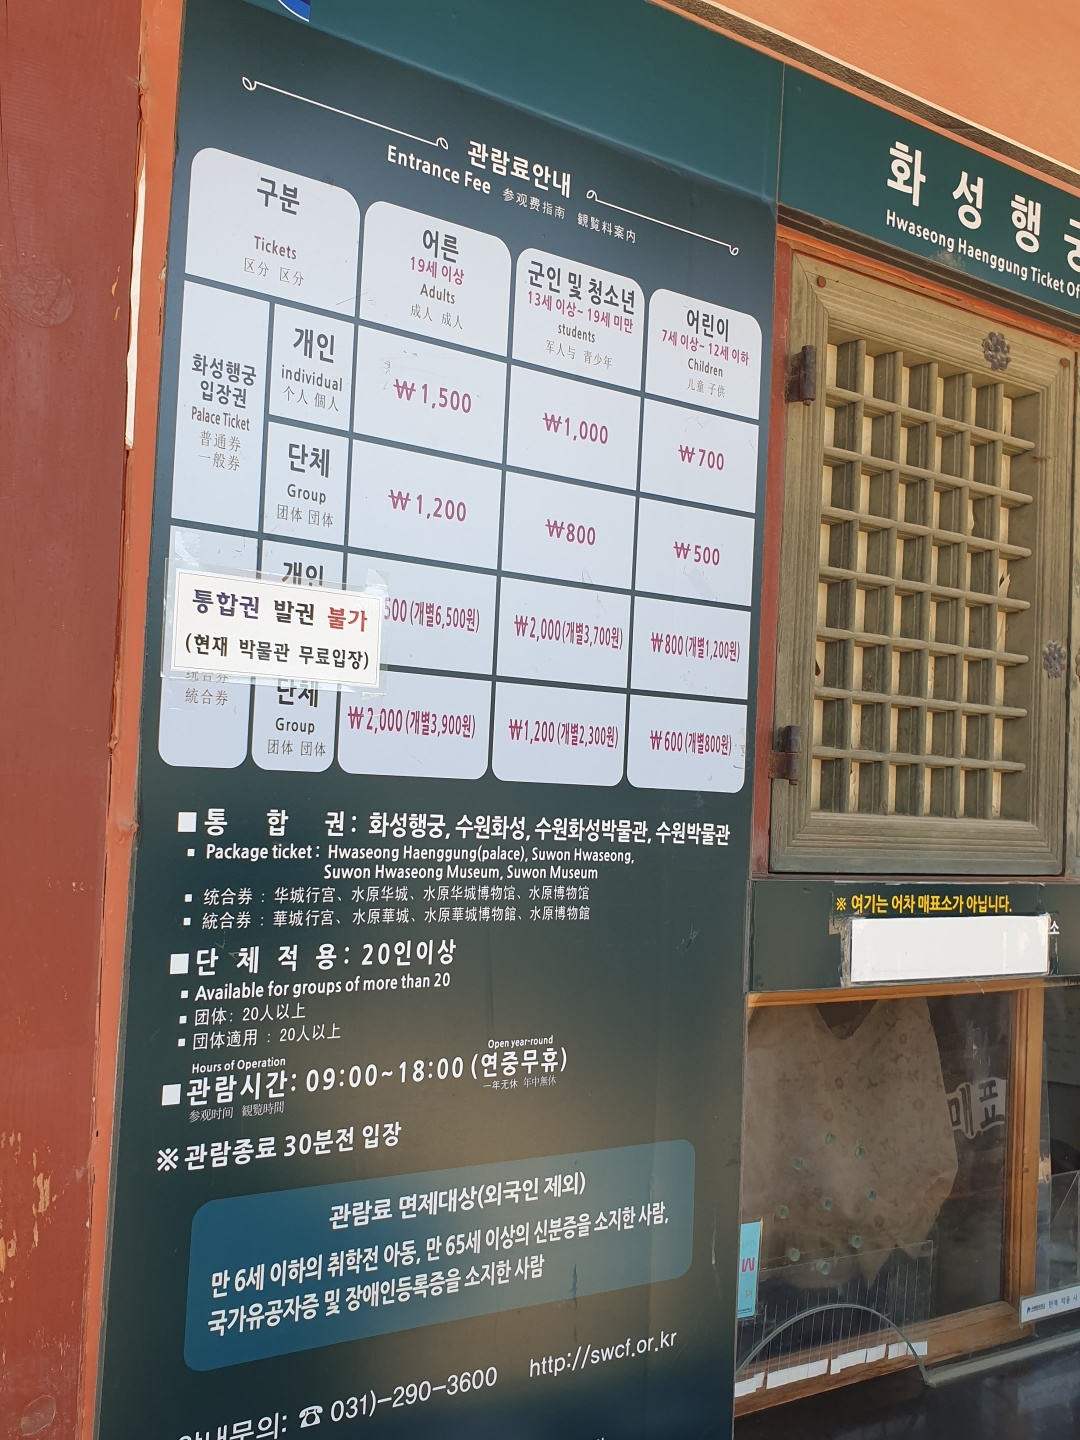 관람료안내
Entrance Fee 参观费指南 観覧料案内
구분
Tickets
区分 区分
어른
19세 이상
Adults
成人 成人
군인 및 청소년
13세 이상~ 19세 미만
students
军人与 青少年
어린이
7세 이상~ 12세 이하
Children
儿童 子供
화성행궁
입장권
Palace Ticket
普通券
一般券
개인
individual
个人 個人
₩1,500
₩1,000
₩700
단체
Group
团体 団体
₩1,200
₩800
₩500
개인
500(개별6,500원)
₩2,000(개별3,700원)
₩800(개별1,200원)
통합권 발권 불가
(현재 박물관 무료입장)
统合券
統合券
단체
Group
团体 団体
₩2,000(개별3,900원)
₩1,200(개별2,300원)
₩600(개별800원)
■ 통 합 권: 화성행궁, 수원화성, 수원화성박물관, 수원박물관
▪ Package ticket: Hwaseong Haenggung(palace), Suwon Hwaseong,
Suwon Hwaseong Museum, Suwon Museum
▪ 统合券 : 华城行宫、水原华城、水原华城博物馆、水原博物馆
▪ 統合券 : 華城行宮、水原華城、水原華城博物館、水原博物館
■ 단 체 적 용: 20인이상
▪ Available for groups of more than 20
▪ 团体: 20人以上
▪ 団体適用 : 20人以上
Hours of Operation
Open year-round
■ 관람시간: 09:00~18:00 (연중무휴)
参观时间 観覧時間
一年无休 年中無休
※ 관람종료 30분전 입장
관람료 면제대상(외국인 제외)
만 6세 이하의 취학전 아동, 만 65세 이상의 신분증을 소지한 사람,
국가유공자증 및 장애인등록증을 소지한 사람
안내문의: ☎ 031)-290-3600 http://swcf.or.kr
화 성 행 궁
Hwaseong Haenggung Ticket Of
※ 여기는 어차 매표소가 아닙니다.
소
매표